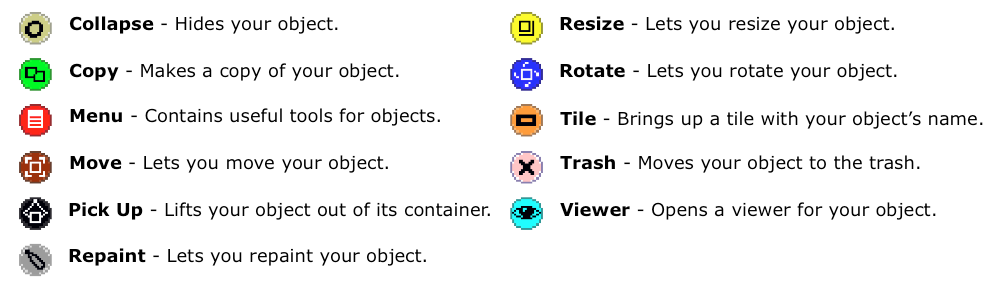 Collapse - Hides your object.
Copy - Makes a copy of your object.
Menu - Contains useful tools for objects.
Move - Lets you move your object.
Pick Up - Lifts your object out of its container.
Repaint - Lets you repaint your object.
Resize - Lets you resize your object.
Rotate - Lets you rotate your object.
Tile - Brings up a tile with your object’s name.
Trash - Moves your object to the trash.
Viewer - Opens a viewer for your object.